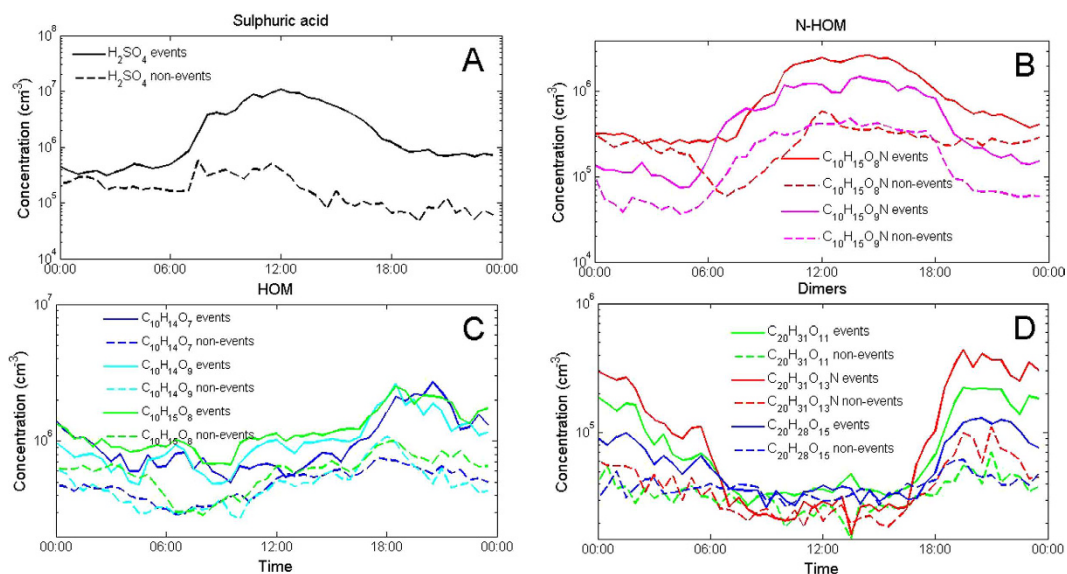 Sulphuric acid
10⁸
10⁷
10⁶
10⁵
10⁴
Concentration (cm⁻³)
H₂SO₄ events
H₂SO₄ non-events
A
00:00 06:00 12:00 18:00 00:00
N-HOM
10⁶
10⁵
10⁴
Concentration (cm⁻³)
B
C₁₀H₁₅O₈N events
C₁₀H₁₅O₈N non-events
C₁₀H₁₅O₉N events
C₁₀H₁₅O₉N non-events
00:00 06:00 12:00 18:00 00:00
HOM
10⁷
10⁶
Concentration (cm⁻³)
C₁₀H₁₄O₇ events
C₁₀H₁₄O₇ non-events
C₁₀H₁₄O₉ events
C₁₀H₁₄O₉ non-events
C₁₀H₁₅O₈ events
C₁₀H₁₅O₈ non-events
C
00:00 06:00 12:00 18:00 00:00
Time
Dimers
10⁶
10⁵
Concentration (cm⁻³)
C₂₀H₃₁O₁₁ events
C₂₀H₃₁O₁₁ non-events
C₂₀H₃₁O₁₃N events
C₂₀H₃₁O₁₃N non-events
C₂₀H₂₈O₁₅ events
C₂₀H₂₈O₁₅ non-events
D
00:00 06:00 12:00 18:00 00:00
Time